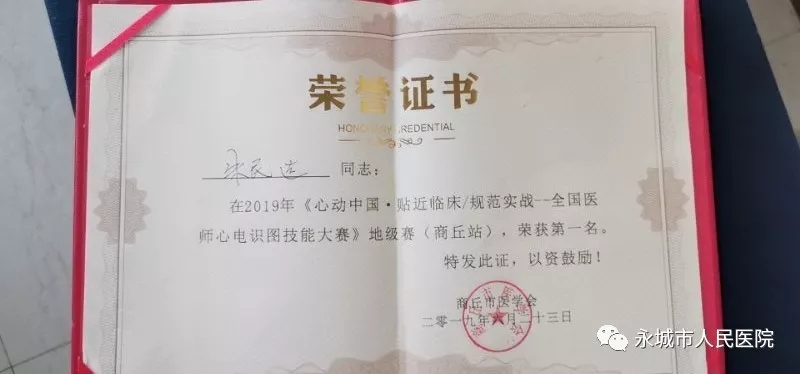 荣誉证书
HONORARY CREDENTIAL
同志：
在2019年《心动中国·贴近临床/规范实战--全国医
师心电识图技能大赛》地级赛（商丘站），荣获第一名。
特发此证，以资鼓励！
商丘市医学会
二零一九年六月二十三日
永城市人民医院